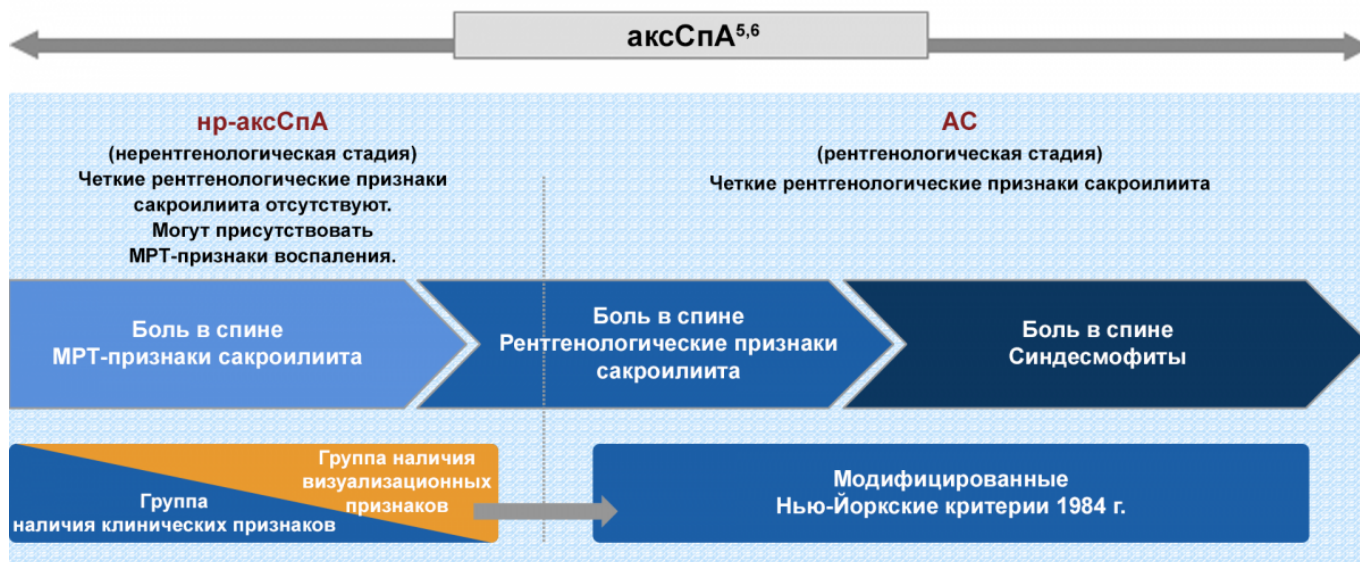 аксСпА5,6
нр-аксСпА
(нерентгенологическая стадия)
Четкие рентгенологические признаки
сакроилиита отсутствуют.
Могут присутствовать
МРТ-признаки воспаления.
АС
(рентгенологическая стадия)
Четкие рентгенологические признаки сакроилиита
Боль в спине
МРТ-признаки сакроилиита
Боль в спине
Рентгенологические признаки
сакроилиита
Боль в спине
Синдесмофиты
Группа
наличия клинических признаков
Группа наличия
визуализационных
признаков
Модифицированные
Нью-Йоркские критерии 1984 г.